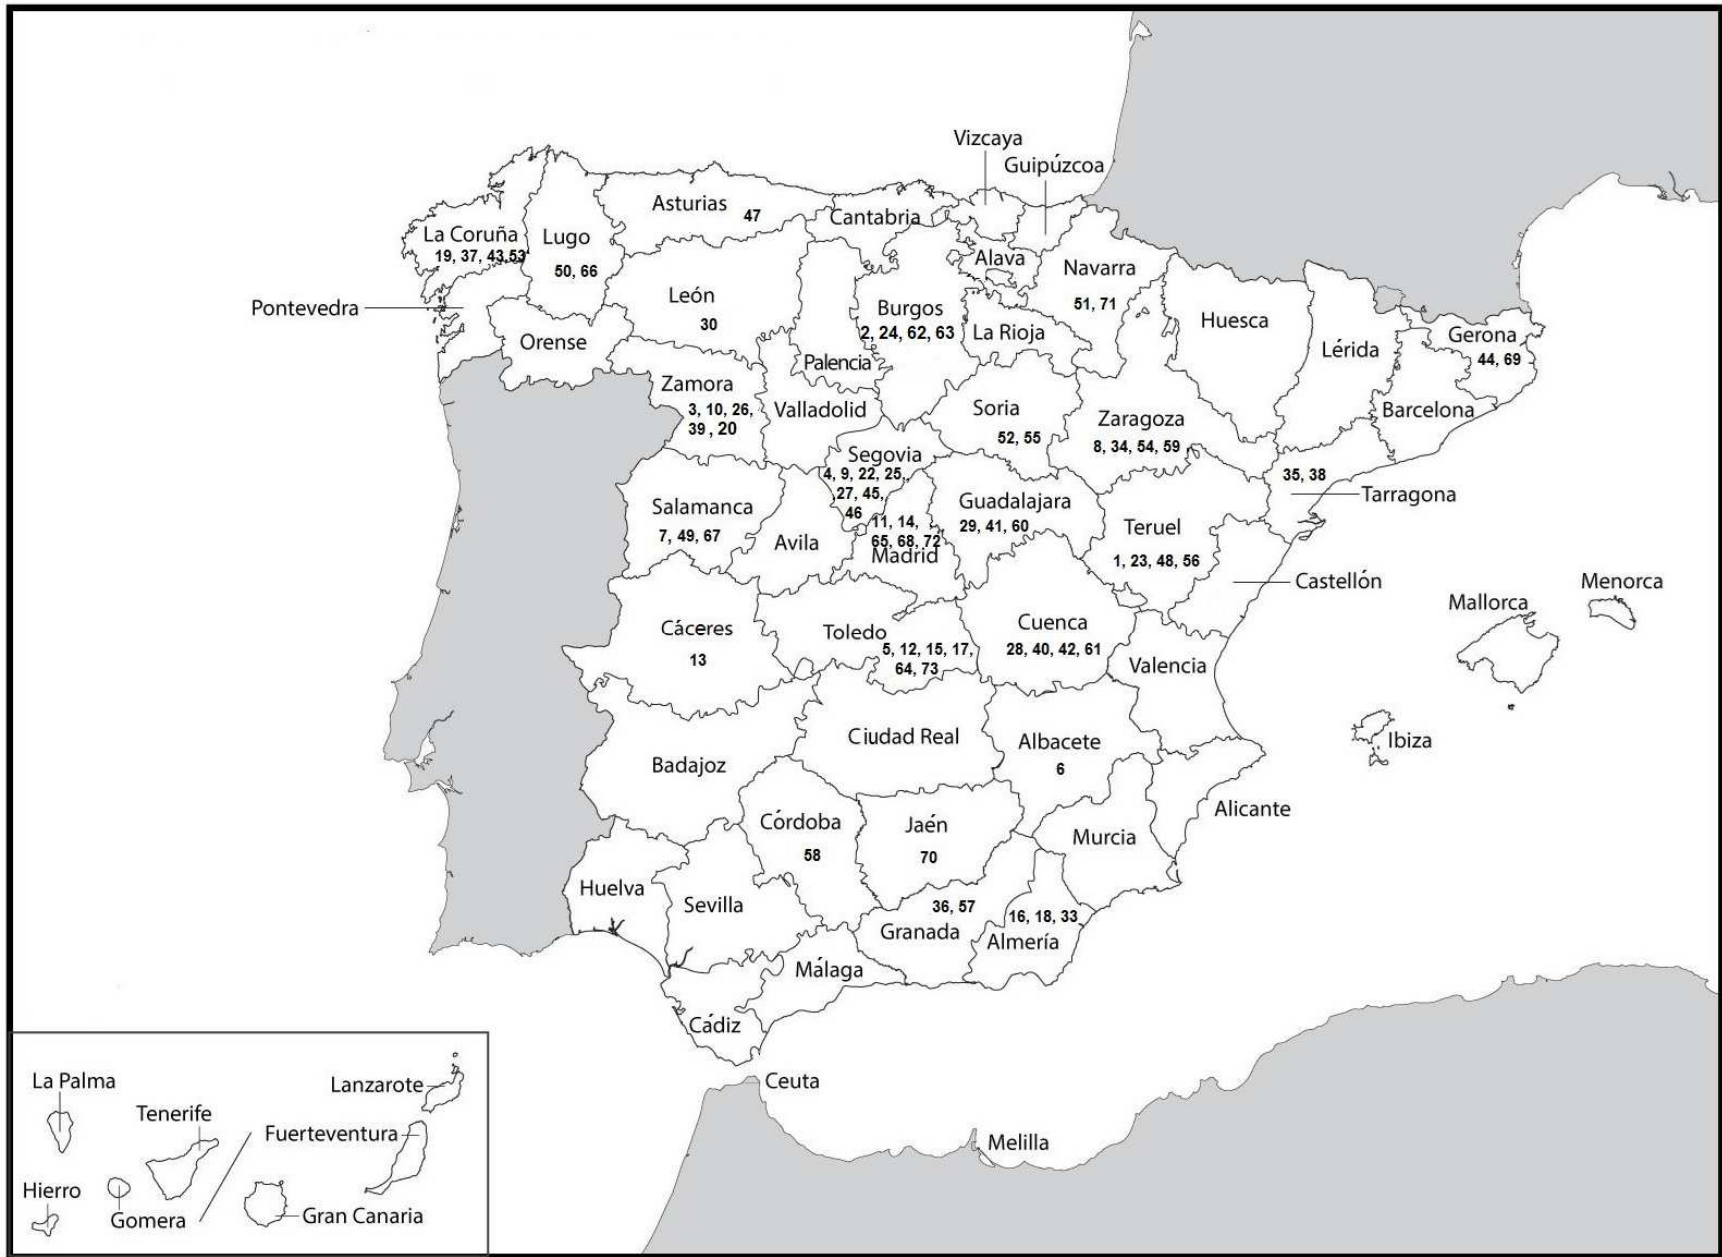 Vizcaya
Guipúzcoa
Asturias 47
Cantabria
La Coruña
19, 37, 43,53
Lugo
50, 66
Alava
Navarra
51, 71
Pontevedra
León
30
Burgos
2, 24, 62, 63
La Rioja
Huesca
Orense
Palencia
Lérida
Gerona
44, 69
Zamora
3, 10, 26,
39 , 20
Valladolid
Soria
52, 55
Zaragoza
8, 34, 54, 59
Barcelona
Segovia
4, 9, 22, 25,
27, 45,
46
35, 38
Tarragona
Salamanca
7, 49, 67
Avila
11, 14,
65, 68, 72
Madrid
Guadalajara
29, 41, 60
Teruel
1, 23, 48, 56
Castellón
Menorca
Mallorca
Cáceres
13
Toledo
5, 12, 15, 17,
64, 73
Cuenca
28, 40, 42, 61
Valencia
Ibiza
Badajoz
Ciudad Real
Albacete
6
Alicante
Córdoba
58
Jaén
70
Murcia
Huelva
Sevilla
36, 57
Granada
16, 18, 33
Almería
Málaga
Cádiz
Ceuta
Melilla
La Palma
Lanzarote
Tenerife
Fuerteventura
Hierro
Gomera
Gran Canaria